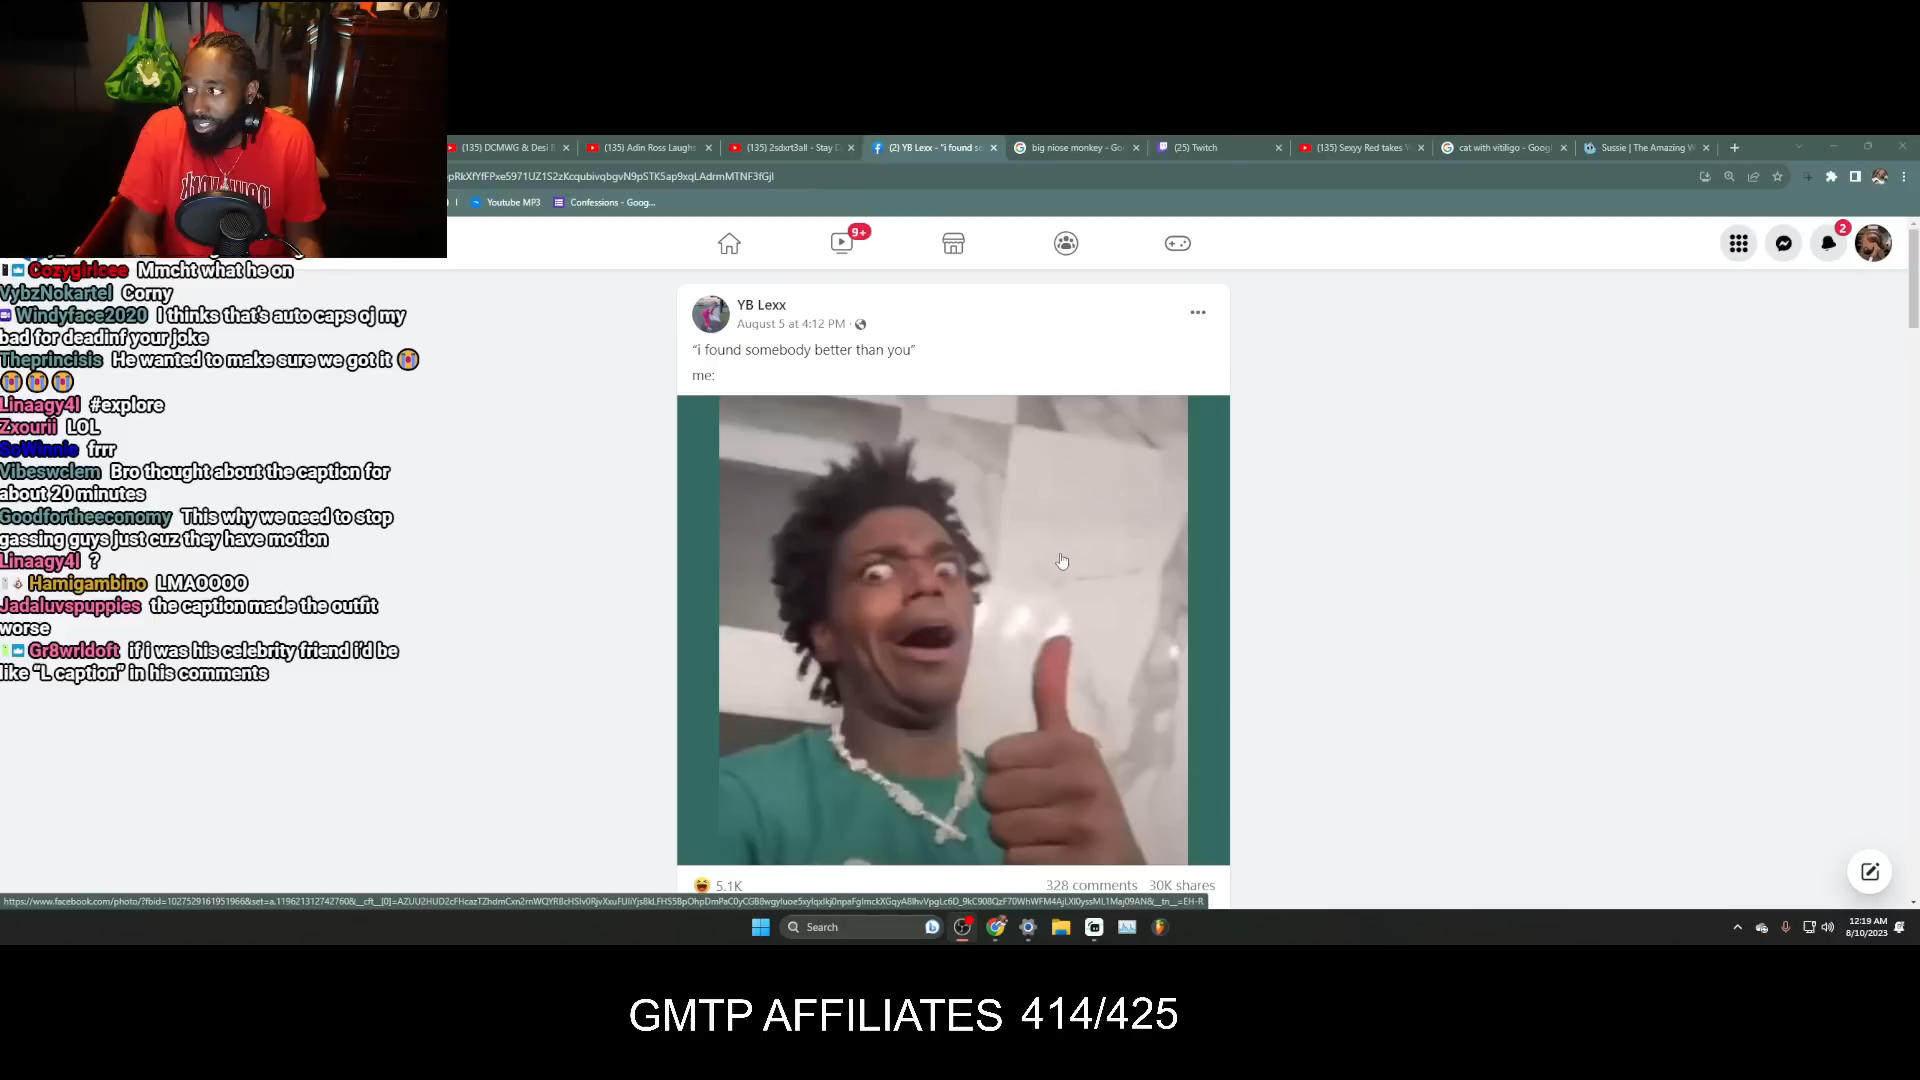 (135) DCMWG & Desi B
(135) Adin Ross Laughs
(135) 2sdxrt3all - Stay D
(2) YB Lexx - "i found so
big niose monkey - Go
(25) Twitch
(135) Sexyy Red takes
cat with vitiligo - Googl
Sussie | The Amazing W
Youtube MP3
Confessions - Goog...
9+
2
YB Lexx
August 5 at 4:12 PM
“i found somebody better than you”
me:
5.1K
328 comments
30K shares
Cozygirlcee Mmcht what he on
VybzNokartel Corny
Windyface2020 I thinks that's auto caps oj my
bad for deadinf your joke
Theprincisis He wanted to make sure we got it 😭
😭😭😭
Linaagy4l #explore
Zxourii LOL
SoWinnie frrr
Vibeswclem Bro thought about the caption for
about 20 minutes
Goodfortheeconomy This why we need to stop
gassing guys just cuz they have motion
Linaagy4l ?
Hamigambino LMAOOOO
Jadaluvspuppies the caption made the outfit
worse
Gr8wrldoft if i was his celebrity friend i'd be
like “L caption” in his comments
Search
12:19 AM
8/10/2023
GMTP AFFILIATES 414/425